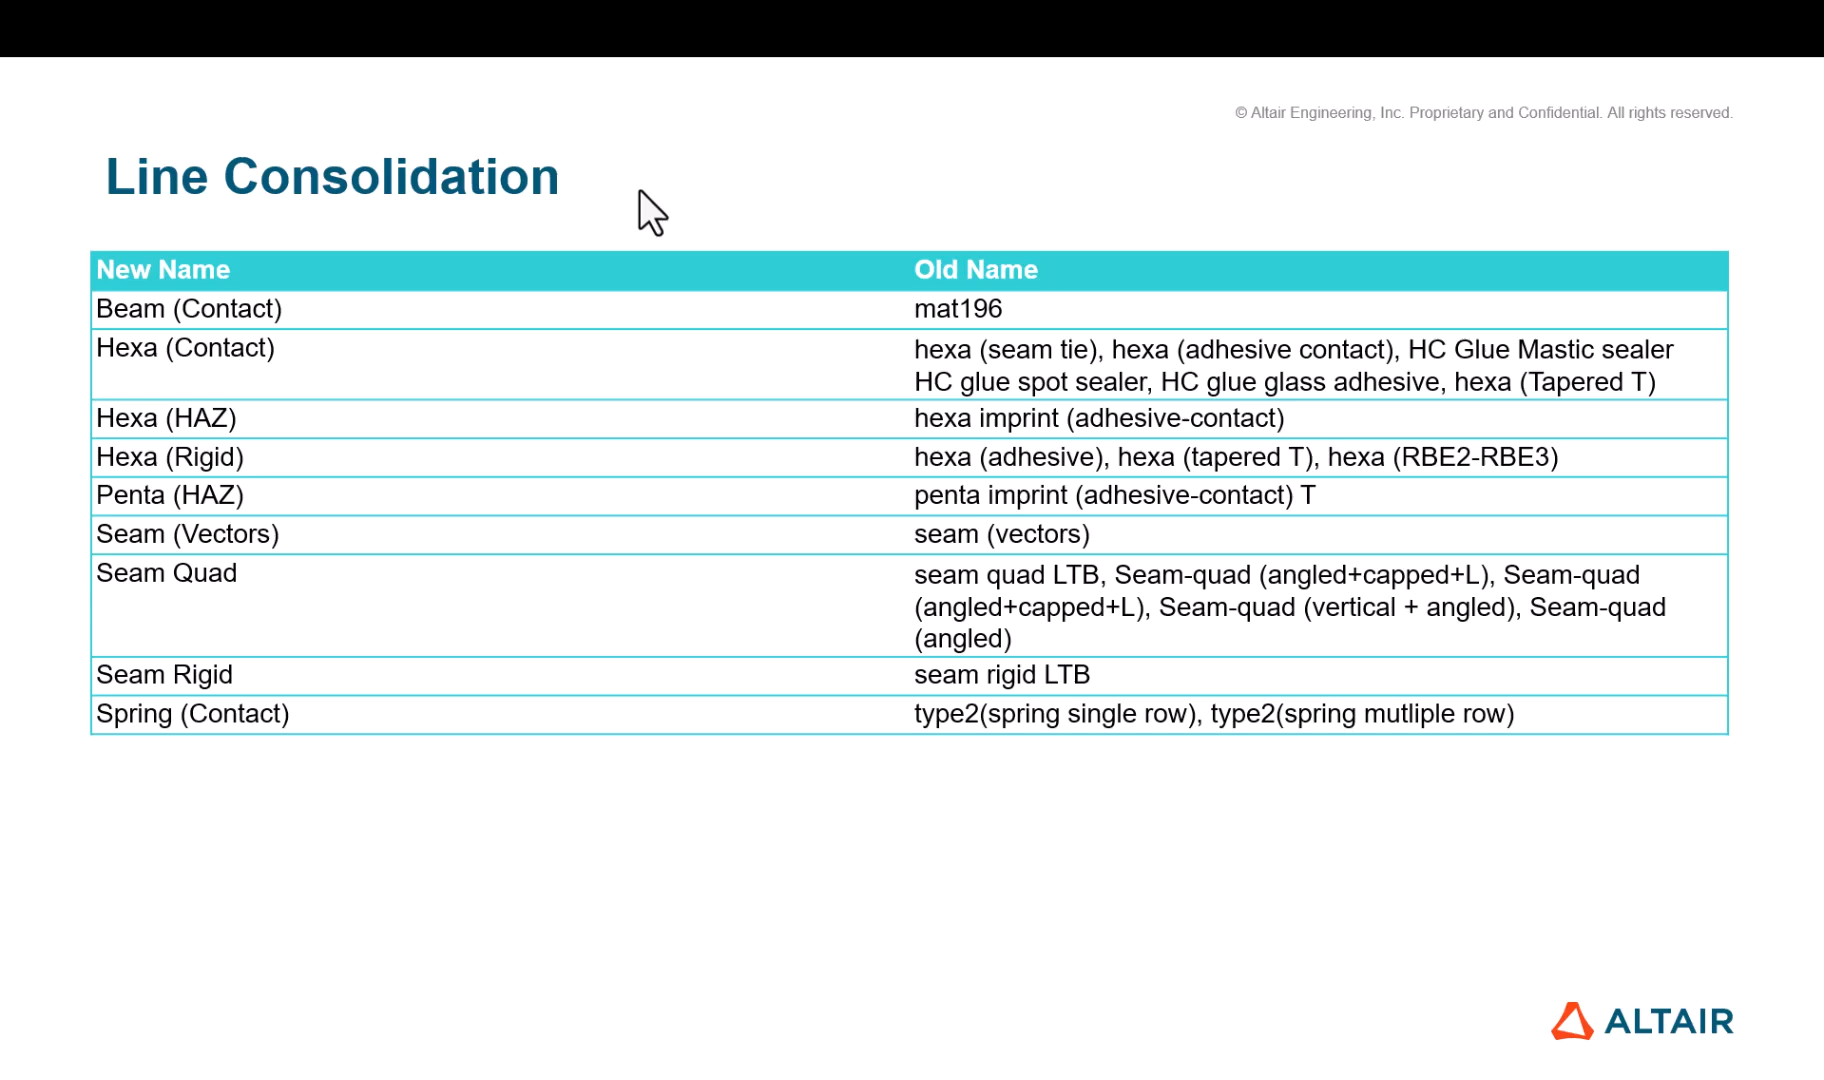 © Altair Engineering, Inc. Proprietary and Confidential. All rights reserved.
Line Consolidation
New Name Old Name
Beam (Contact) mat196
Hexa (Contact) hexa (seam tie), hexa (adhesive contact), HC Glue Mastic sealer
HC glue spot sealer, HC glue glass adhesive, hexa (Tapered T)
Hexa (HAZ) hexa imprint (adhesive-contact)
Hexa (Rigid) hexa (adhesive), hexa (tapered T), hexa (RBE2-RBE3)
Penta (HAZ) penta imprint (adhesive-contact) T
Seam (Vectors) seam (vectors)
Seam Quad seam quad LTB, Seam-quad (angled+capped+L), Seam-quad
(angled+capped+L), Seam-quad (vertical + angled), Seam-quad
(angled)
Seam Rigid seam rigid LTB
Spring (Contact) type2(spring single row), type2(spring mutliple row)
ALTAIR